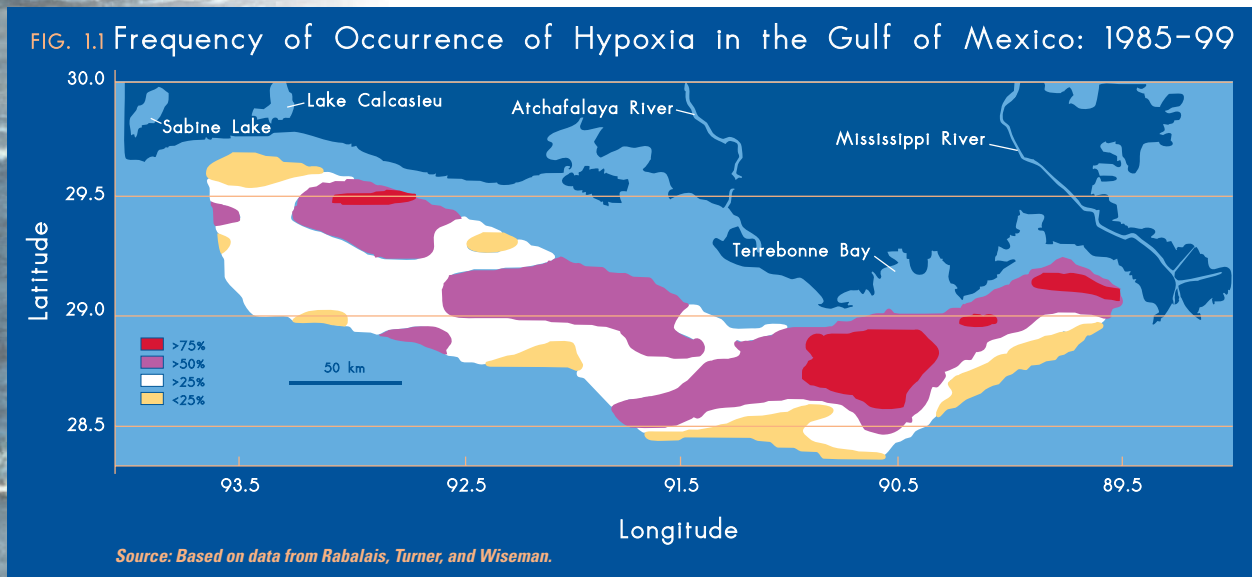 FIG. 1.1 Frequency of Occurrence of Hypoxia in the Gulf of Mexico: 1985-99
30.0
Lake Calcasieu
Sabine Lake
Atchafalaya River
Mississippi River
29.5
Terrebonne Bay
Latitude
29.0
>75%
>50%
>25%
<25%
50 km
28.5
93.5 92.5 91.5 90.5 89.5
Longitude
Source: Based on data from Rabalais, Turner, and Wiseman.